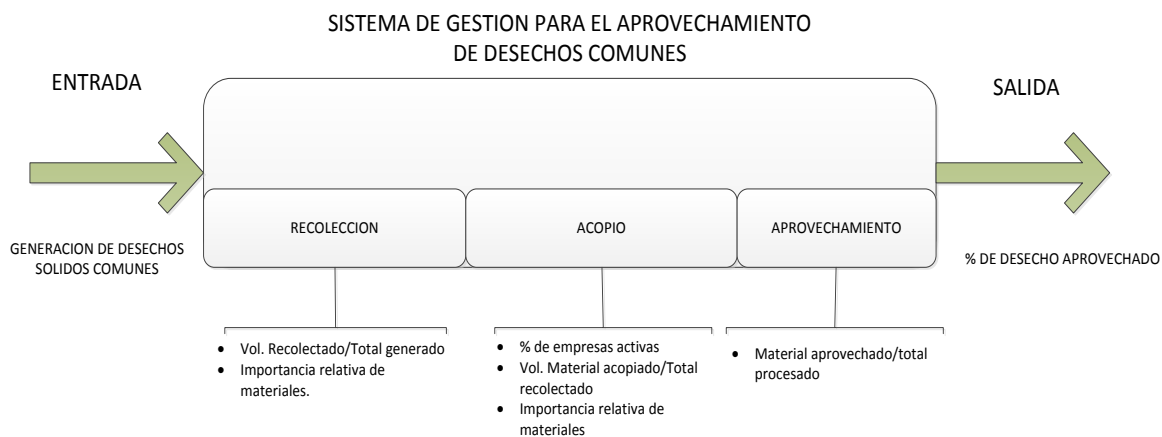 SISTEMA DE GESTION PARA EL APROVECHAMIENTO
DE DESECHOS COMUNES
ENTRADA
SALIDA
RECOLECCION
ACOPIO
APROVECHAMIENTO
GENERACION DE DESECHOS
SOLIDOS COMUNES
% DE DESECHO APROVECHADO
• Vol. Recolectado/Total generado
• Importancia relativa de
materiales.
• % de empresas activas
• Vol. Material acopiado/Total
recolectado
• Importancia relativa de
materiales
• Material aprovechado/total
procesado